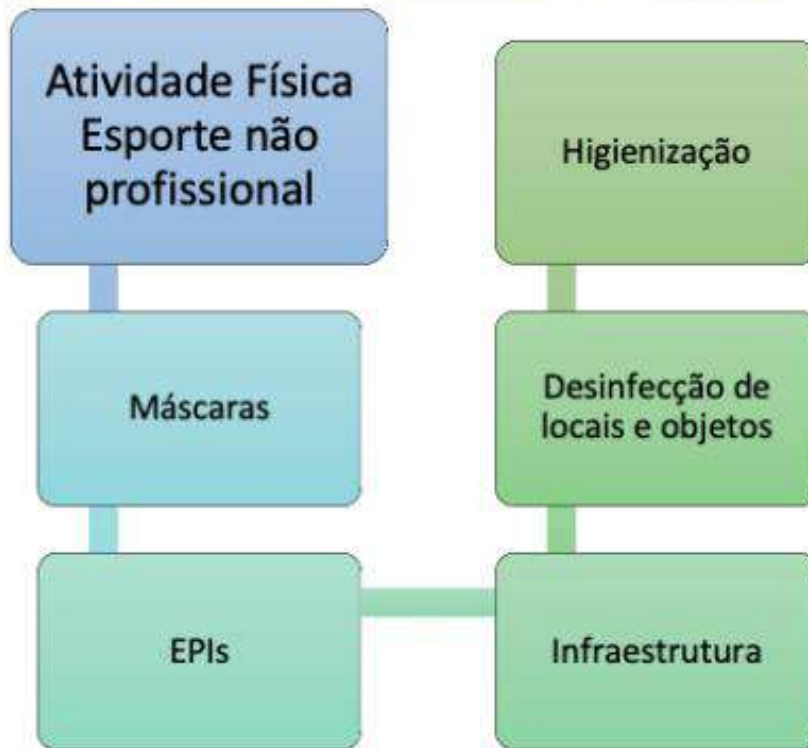 Atividade Física
Esporte não
profissional
Máscaras
EPIs
Infraestrutura
Desinfecção de
locais e objetos
Higienização